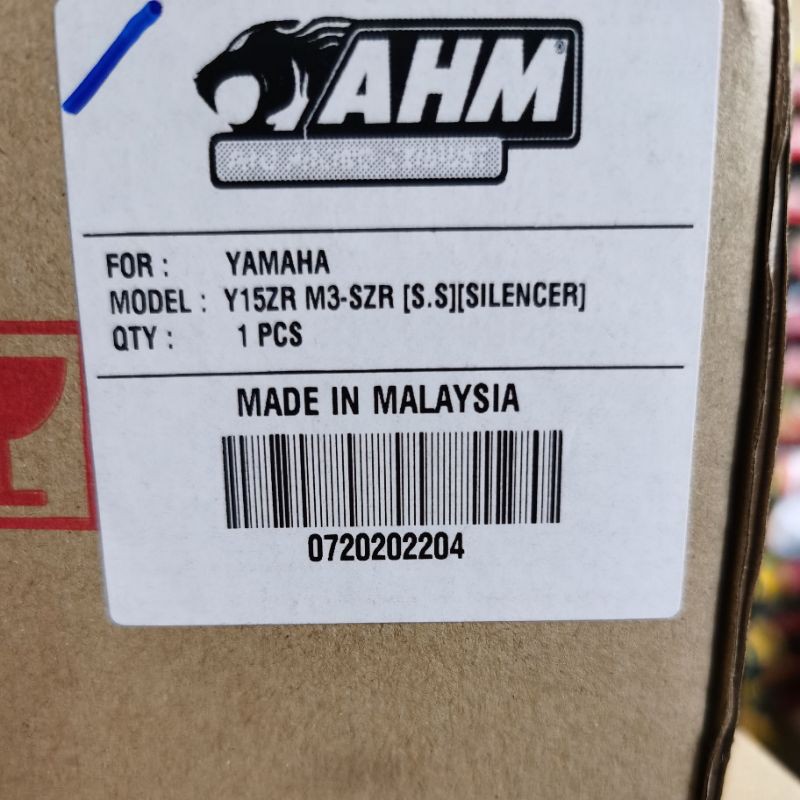 AHM®
FOR : YAMAHA
MODEL : Y15ZR M3-SZR [S.S][SILENCER]
QTY : 1 PCS
MADE IN MALAYSIA
0720202204